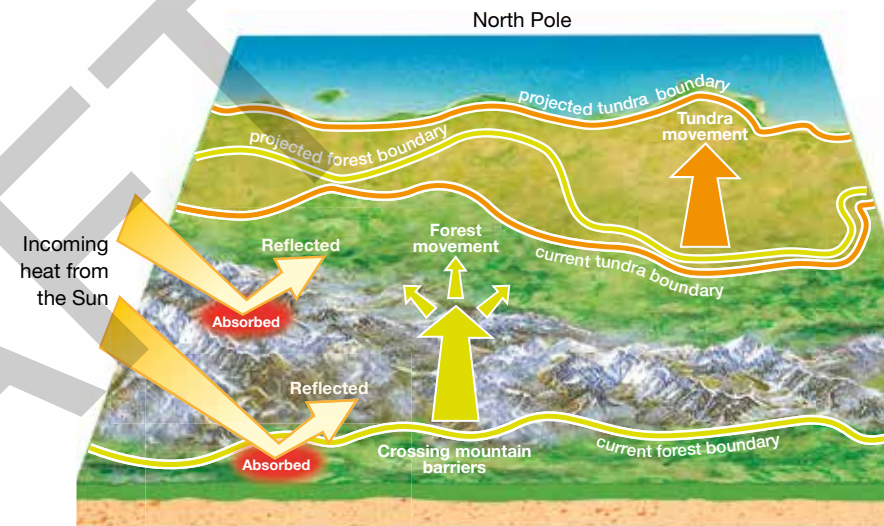 North Pole
projected tundra boundary
Tundra
movement
projected forest boundary
Incoming
heat from
the Sun
Reflected
Forest
movement
current tundra boundary
Absorbed
Reflected
Crossing mountain
barriers
current forest boundary
Absorbed